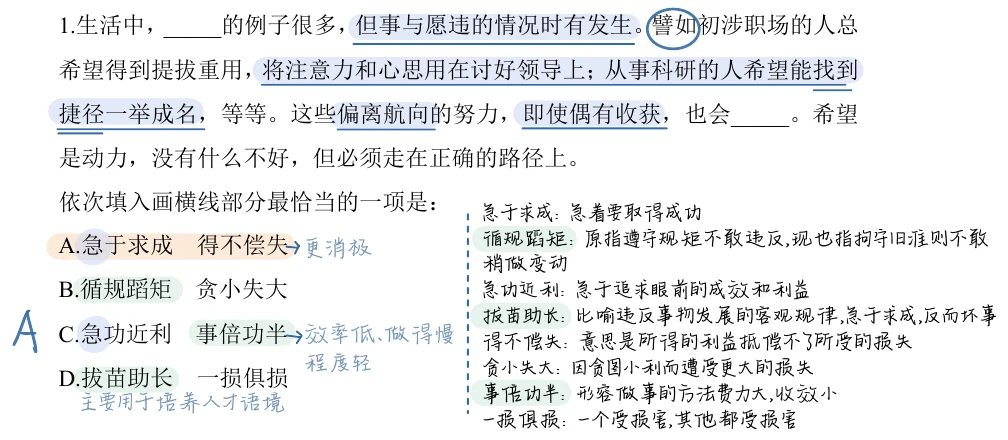 1.生活中，_____的例子很多，但事与愿违的情况时有发生。譬如初涉职场的人总
希望得到提拔重用，将注意力和心思用在讨好领导上；从事科研的人希望能找到
捷径一举成名，等等。这些偏离航向的努力，即使偶有收获，也会_____。希望
是动力，没有什么不好，但必须走在正确的路径上。
依次填入画横线部分最恰当的一项是：
A.急于求成 得不偿失→更消极
B.循规蹈矩 贪小失大
A
C.急功近利 事倍功半→效率低、做得慢
程度轻
D.拔苗助长 一损俱损
主要用于培养人才语境
急于求成：急着要取得成功
循规蹈矩：原指遵守规矩不敢违反,现也指拘守旧准则不敢
稍做变动
急功近利：急于追求眼前的成效和利益
拔苗助长：比喻违反事物发展的客观规律,急于求成,反而坏事
得不偿失：意思是所得的利益抵偿不了所受的损失
贪小失大：因贪图小利而遭受更大的损失
事倍功半：形容做事的方法费力大,收效小
一损俱损：一个受损害,其他都受损害